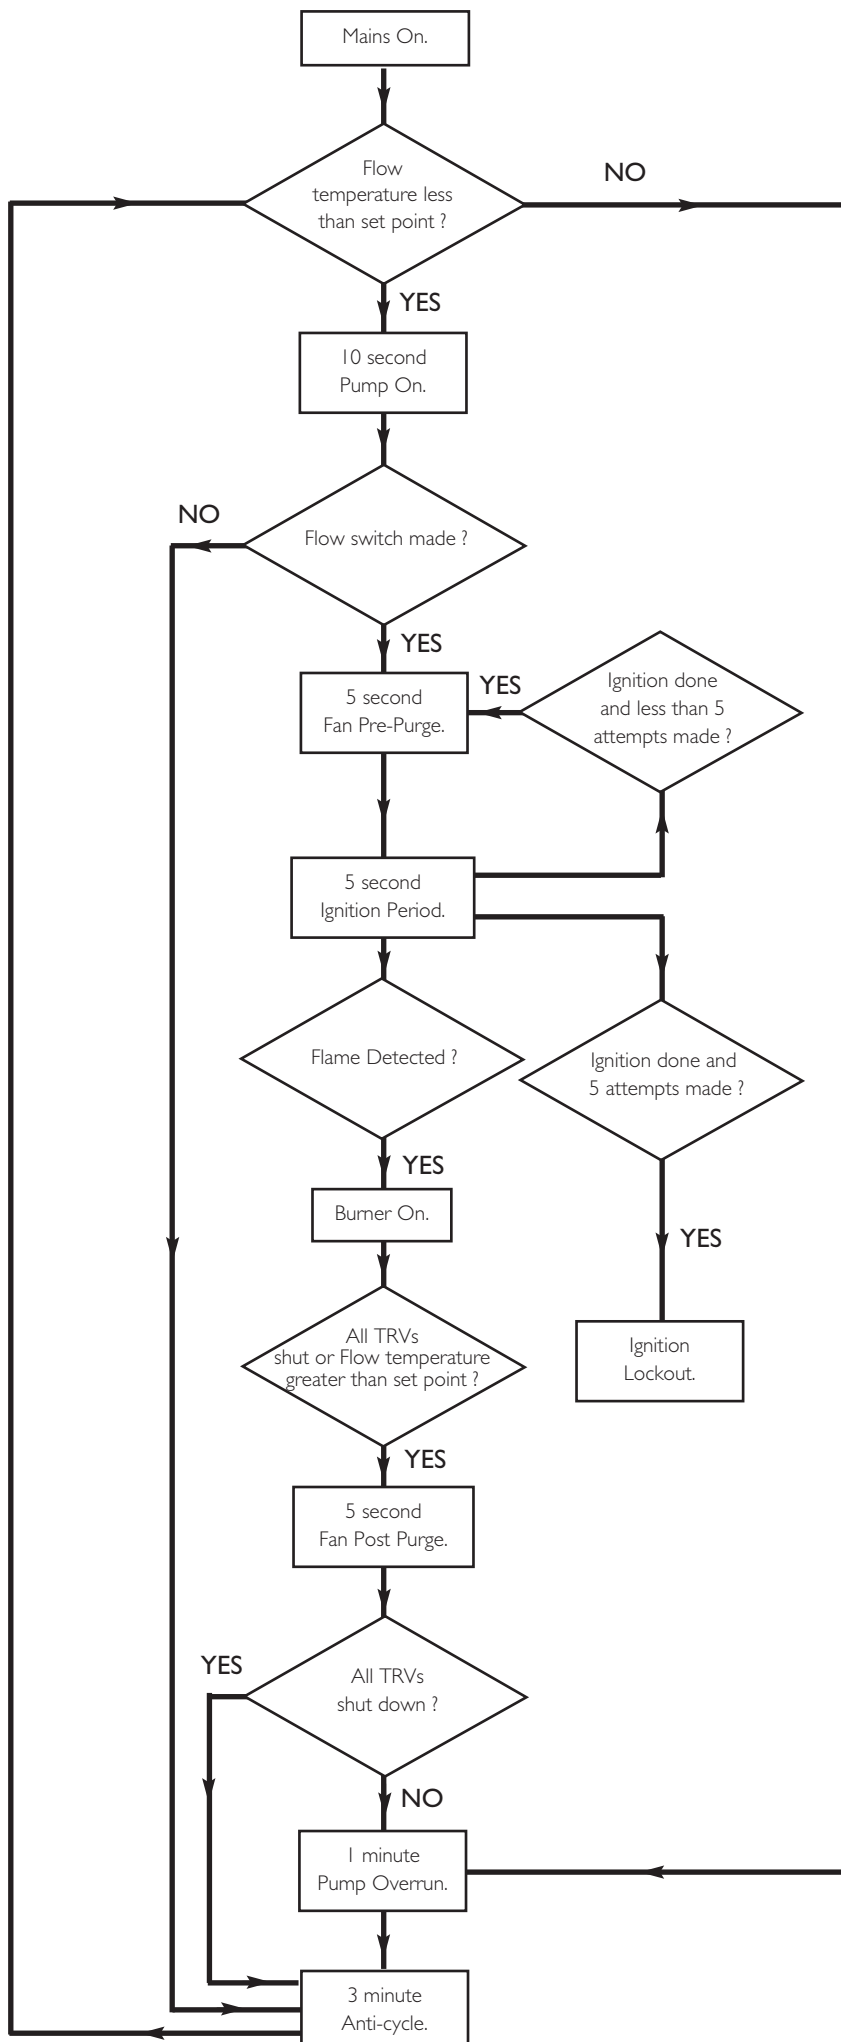 Mains On.
Flow
temperature less
than set point ?
NO
YES
10 second
Pump On.
NO
Flow switch made ?
YES
5 second
Fan Pre-Purge.
YES
Ignition done
and less than 5
attempts made ?
5 second
Ignition Period.
Flame Detected ?
Ignition done and
5 attempts made ?
YES
Burner On.
YES
All TRVs
shut or Flow temperature
greater than set point ?
Ignition
Lockout.
YES
5 second
Fan Post Purge.
YES
All TRVs
shut down ?
NO
1 minute
Pump Overrun.
3 minute
Anti-cycle.